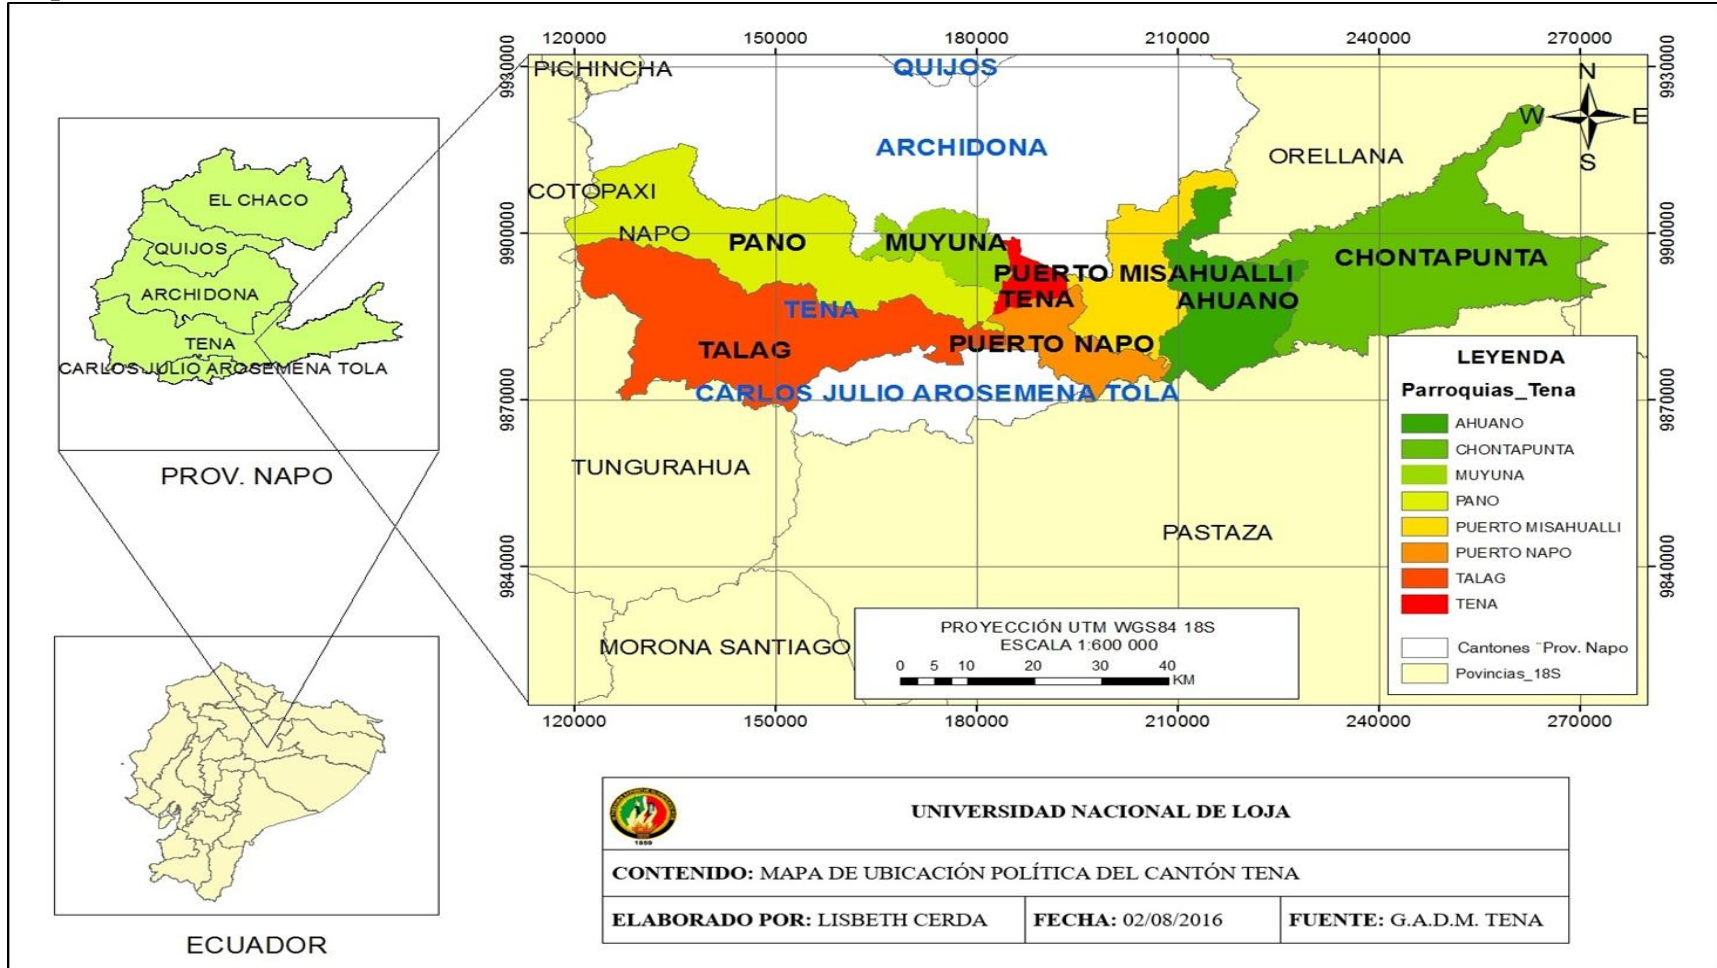 120000 150000 180000 210000 240000 270000
9930000 9900000 9870000 9840000
9930000 9900000 9870000 9840000
120000 150000 180000 210000 240000 270000
N
W E
S
PICHINCHA
QUIJOS
ARCHIDONA
ORELLANA
COTOPAXI
NAPO
PANO
MUYUNA
PUERTO MISAHUALLI
CHONTAPUNTA
TENA
AHUANO
TENA
TALAG
PUERTO NAPO
CARLOS JULIO AROSEMENA TOLA
TUNGURAHUA
PASTAZA
MORONA SANTIAGO
PROYECCIÓN UTM WGS84 18S
ESCALA 1:600 000
0 5 10 20 30 40
KM
LEYENDA
Parroquias_Tena
AHUANO
CHONTAPUNTA
MUYUNA
PANO
PUERTO MISAHUALLI
PUERTO NAPO
TALAG
TENA
Cantones ¨Prov. Napo
Povincias_18S
EL CHACO
QUIJOS
ARCHIDONA
TENA
CARLOS JULIO AROSEMENA TOLA
PROV. NAPO
ECUADOR
1859
UNIVERSIDAD NACIONAL DE LOJA
CONTENIDO: MAPA DE UBICACIÓN POLÍTICA DEL CANTÓN TENA
ELABORADO POR: LISBETH CERDA
FECHA: 02/08/2016
FUENTE: G.A.D.M. TENA